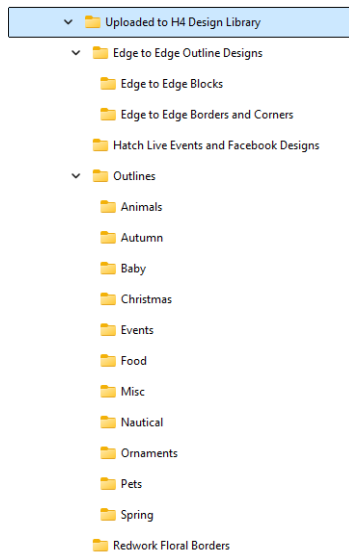 Uploaded to H4 Design Library
Edge to Edge Outline Designs
Edge to Edge Blocks
Edge to Edge Borders and Corners
Hatch Live Events and Facebook Designs
Outlines
Animals
Autumn
Baby
Christmas
Events
Food
Misc
Nautical
Ornaments
Pets
Spring
Redwork Floral Borders